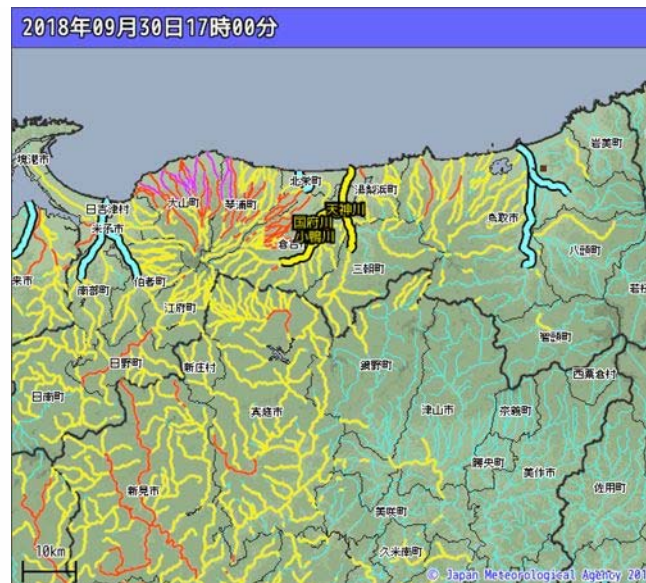 2018年09月30日17時00分
岩美町
境港市
北栄町
湯梨浜町
大山町
琴浦町
日吉津村
米子市
天神川
国府川
小鴨川
鳥取市
倉吉
八頭町
三朝町
南部町
伯耆町
来市
江府町
若桜
智頭町
日野町
新庄村
鏡野町
西粟倉村
日南町
真庭市
津山市
奈義町
勝央町
美作市
新見市
佐用町
美咲町
久米南町
10km
© Japan Meteorological Agency 201